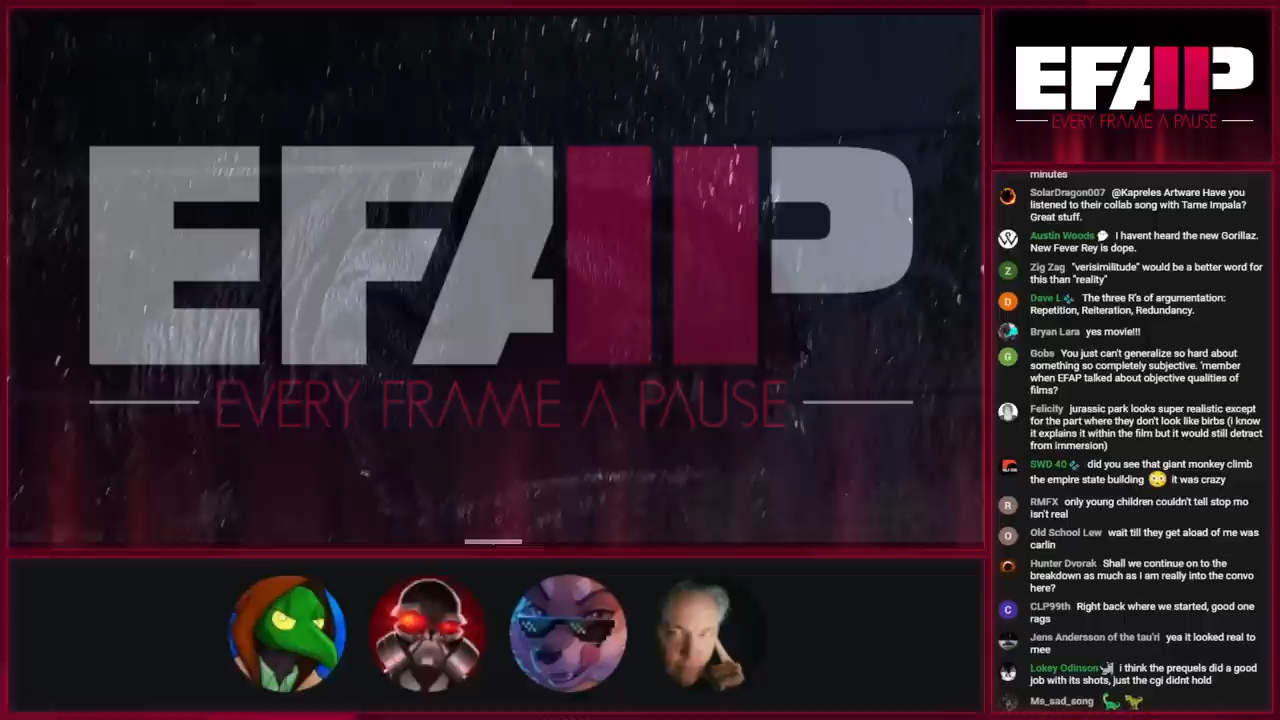 EFAP
EVERY FRAME A PAUSE
EFAP
EVERY FRAME A PAUSE
minutes
SolarDragon007 @Kapreles Artware Have you
listened to their collab song with Tame Impala?
Great stuff.
Austin Woods I havent heard the new Gorillaz.
New Fever Rey is dope.
Z
Zig Zag "verisimilitude" would be a better word for
this than "reality"
D
Dave L The three R's of argumentation:
Repetition, Reiteration, Redundancy.
Bryan Lara yes movie!!!
G
Gobs You just can't generalize so hard about
something so completely subjective. 'member
when EFAP talked about objective qualities of
films?
Felicity jurassic park looks super realistic except
for the part where they don't look like birbs (i know
it explains it within the film but it would still detract
from immersion)
SWD 40 did you see that giant monkey climb
the empire state building 😳 it was crazy
R
RMFX only young children couldn't tell stop mo
isn't real
O
Old School Lew wait till they get aload of me was
carlin
Hunter Dvorak Shall we continue on to the
breakdown as much as I am really into the convo
here?
C
CLP99th Right back where we started, good one
rags
Jens Andersson of the tau'ri yea it looked real to
mee
Lokey Odinson i think the prequels did a good
job with its shots, just the cgi didnt hold
Ms_sad_song 🦕 🦖